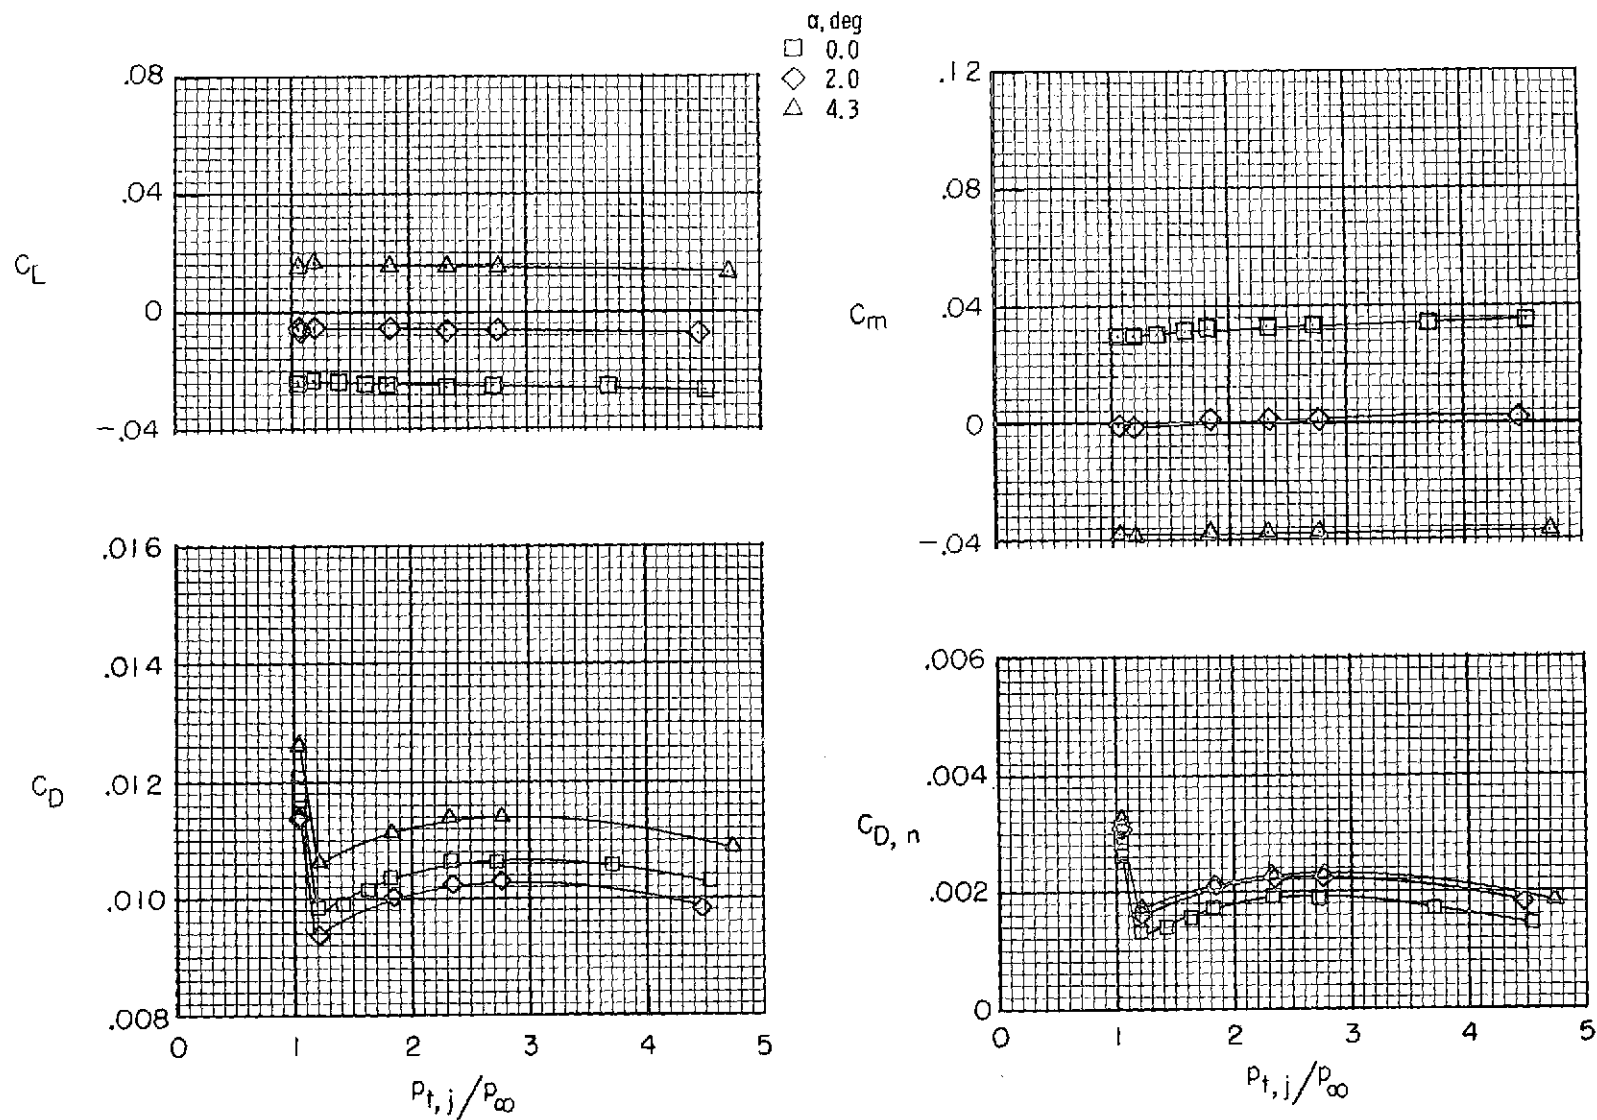 α, deg
□ 0.0
◇ 2.0
△ 4.3
.08
.04
0
-.04
C_L
.12
.08
.04
0
-.04
C_m
.016
.014
.012
.010
.008
C_D
0 1 2 3 4 5
p_t, j/p_∞
.006
.004
.002
0
C_D, n
0 1 2 3 4 5
p_t, j/p_∞